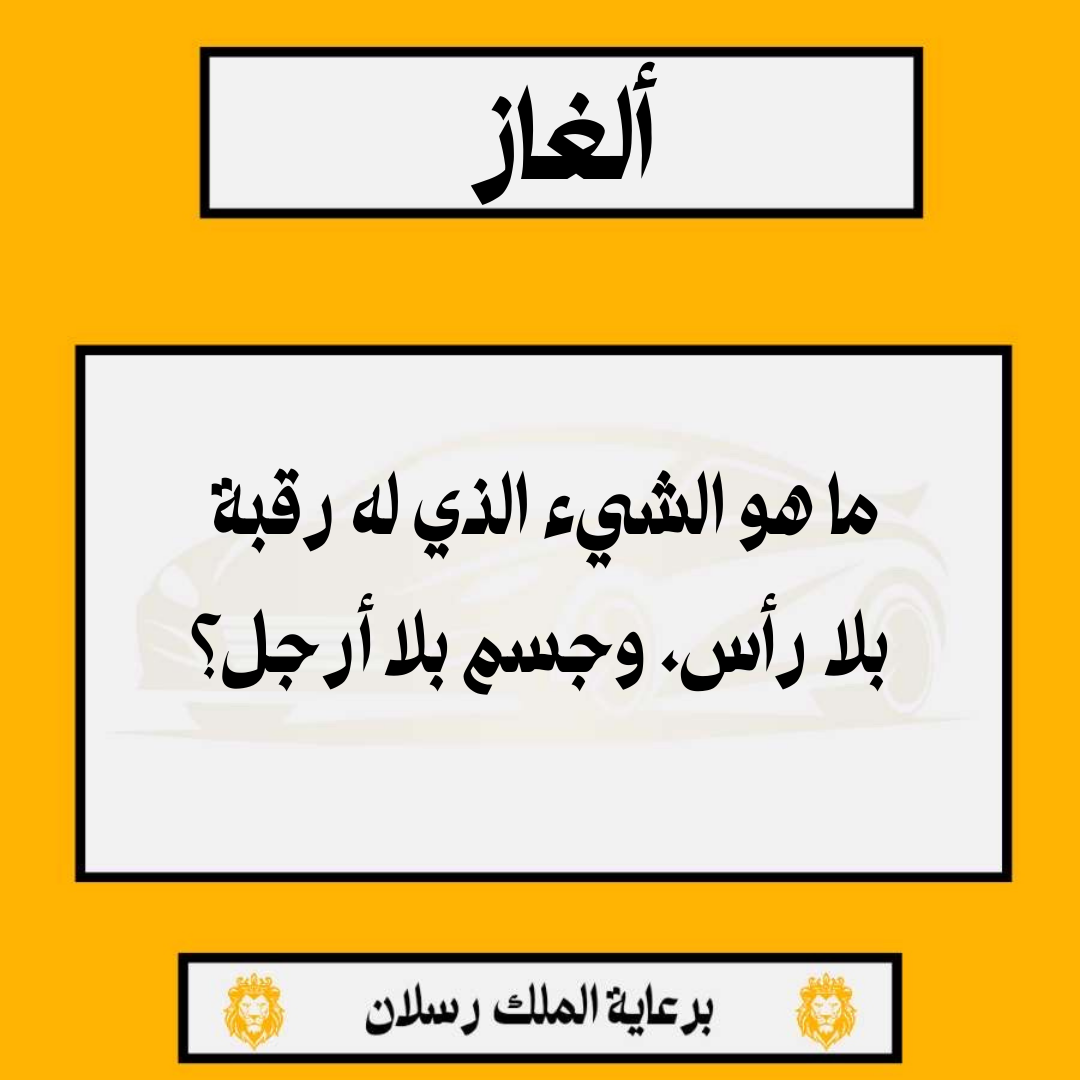 ألغاز
ما هو الشيء الذي له رقبة
بلا رأس. وجسم بلا أرجل؟
برعاية الملك رسلان